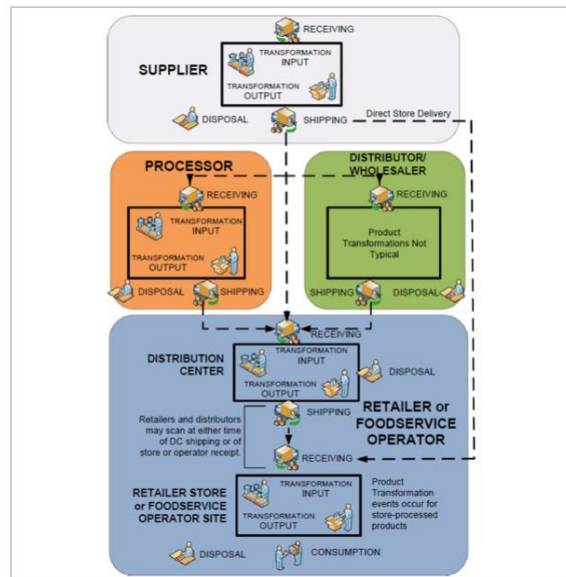 RECEIVING
TRANSFORMATION
INPUT
SUPPLIER
TRANSFORMATION
OUTPUT
DISPOSAL
SHIPPING
Direct Store Delivery
PROCESSOR
RECEIVING
TRANSFORMATION
INPUT
TRANSFORMATION
OUTPUT
DISPOSAL
SHIPPING
DISTRIBUTOR/
WHOLESALER
RECEIVING
Product
Transformations Not
Typical
SHIPPING
DISPOSAL
RECEIVING
DISTRIBUTION
CENTER
TRANSFORMATION
INPUT
TRANSFORMATION
OUTPUT
DISPOSAL
SHIPPING
RETAILER or
FOODSERVICE
OPERATOR
Retailers and distributors
may scan at either time
of DC shipping or of
store or operator receipt.
RECEIVING
RETAILER STORE
or FOODSERVICE
OPERATOR SITE
TRANSFORMATION
INPUT
TRANSFORMATION
OUTPUT
Product
Transformation
events occur for
store-processed
products
DISPOSAL
CONSUMPTION